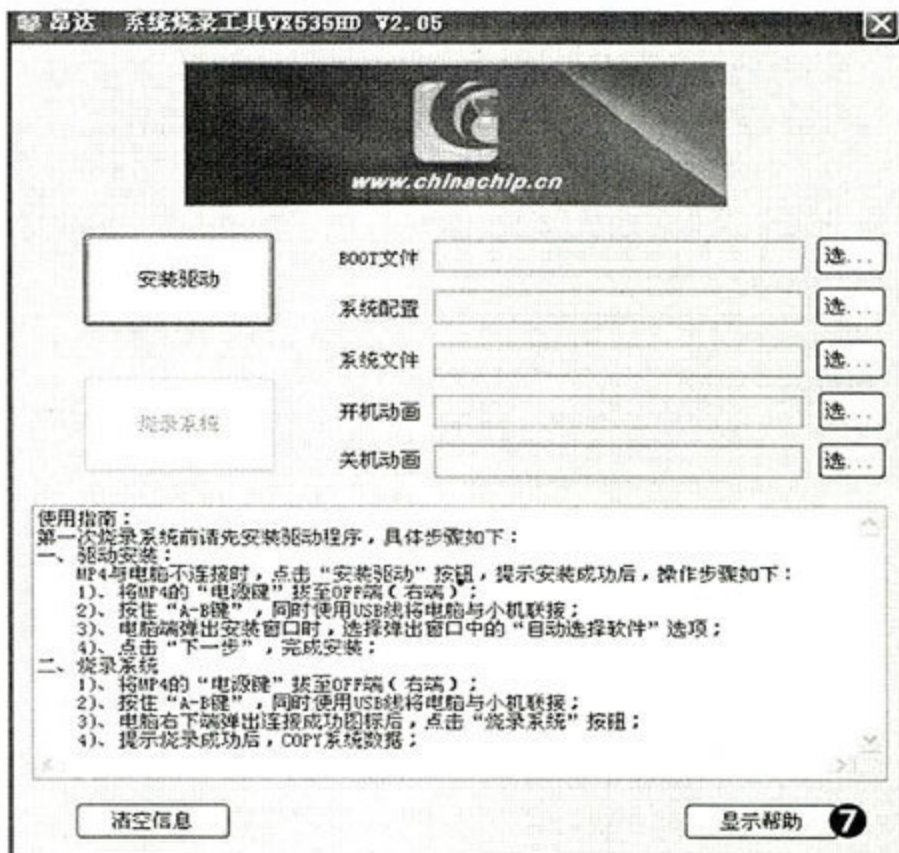 昂达 系统烧录工具VX535HD V2.05
www.chinachip.cn
安装驱动
BOOT文件
选...
系统配置
选...
系统文件
选...
烧录系统
开机动画
选...
关机动画
选...
使用指南：
第一次烧录系统前请先安装驱动程序，具体步骤如下：
一、驱动安装：
MP4与电脑不连接时，点击“安装驱动”按钮，提示安装成功后，操作步骤如下：
1)、将MP4的“电源键”拔至OFF端(右端)；
2)、按住“A-B键”，同时使用USB线将电脑与小机联接；
3)、电脑端弹出安装窗口时，选择弹出窗口中的“自动选择软件”选项；
4)、点击“下一步”，完成安装；
二、烧录系统
1)、将MP4的“电源键”拔至OFF端(右端)；
2)、按住“A-B键”，同时使用USB线将电脑与小机联接；
3)、电脑右下端弹出连接成功图标后，点击“烧录系统”按钮；
4)、提示烧录成功后，COPY系统数据；
清空信息
显示帮助 7